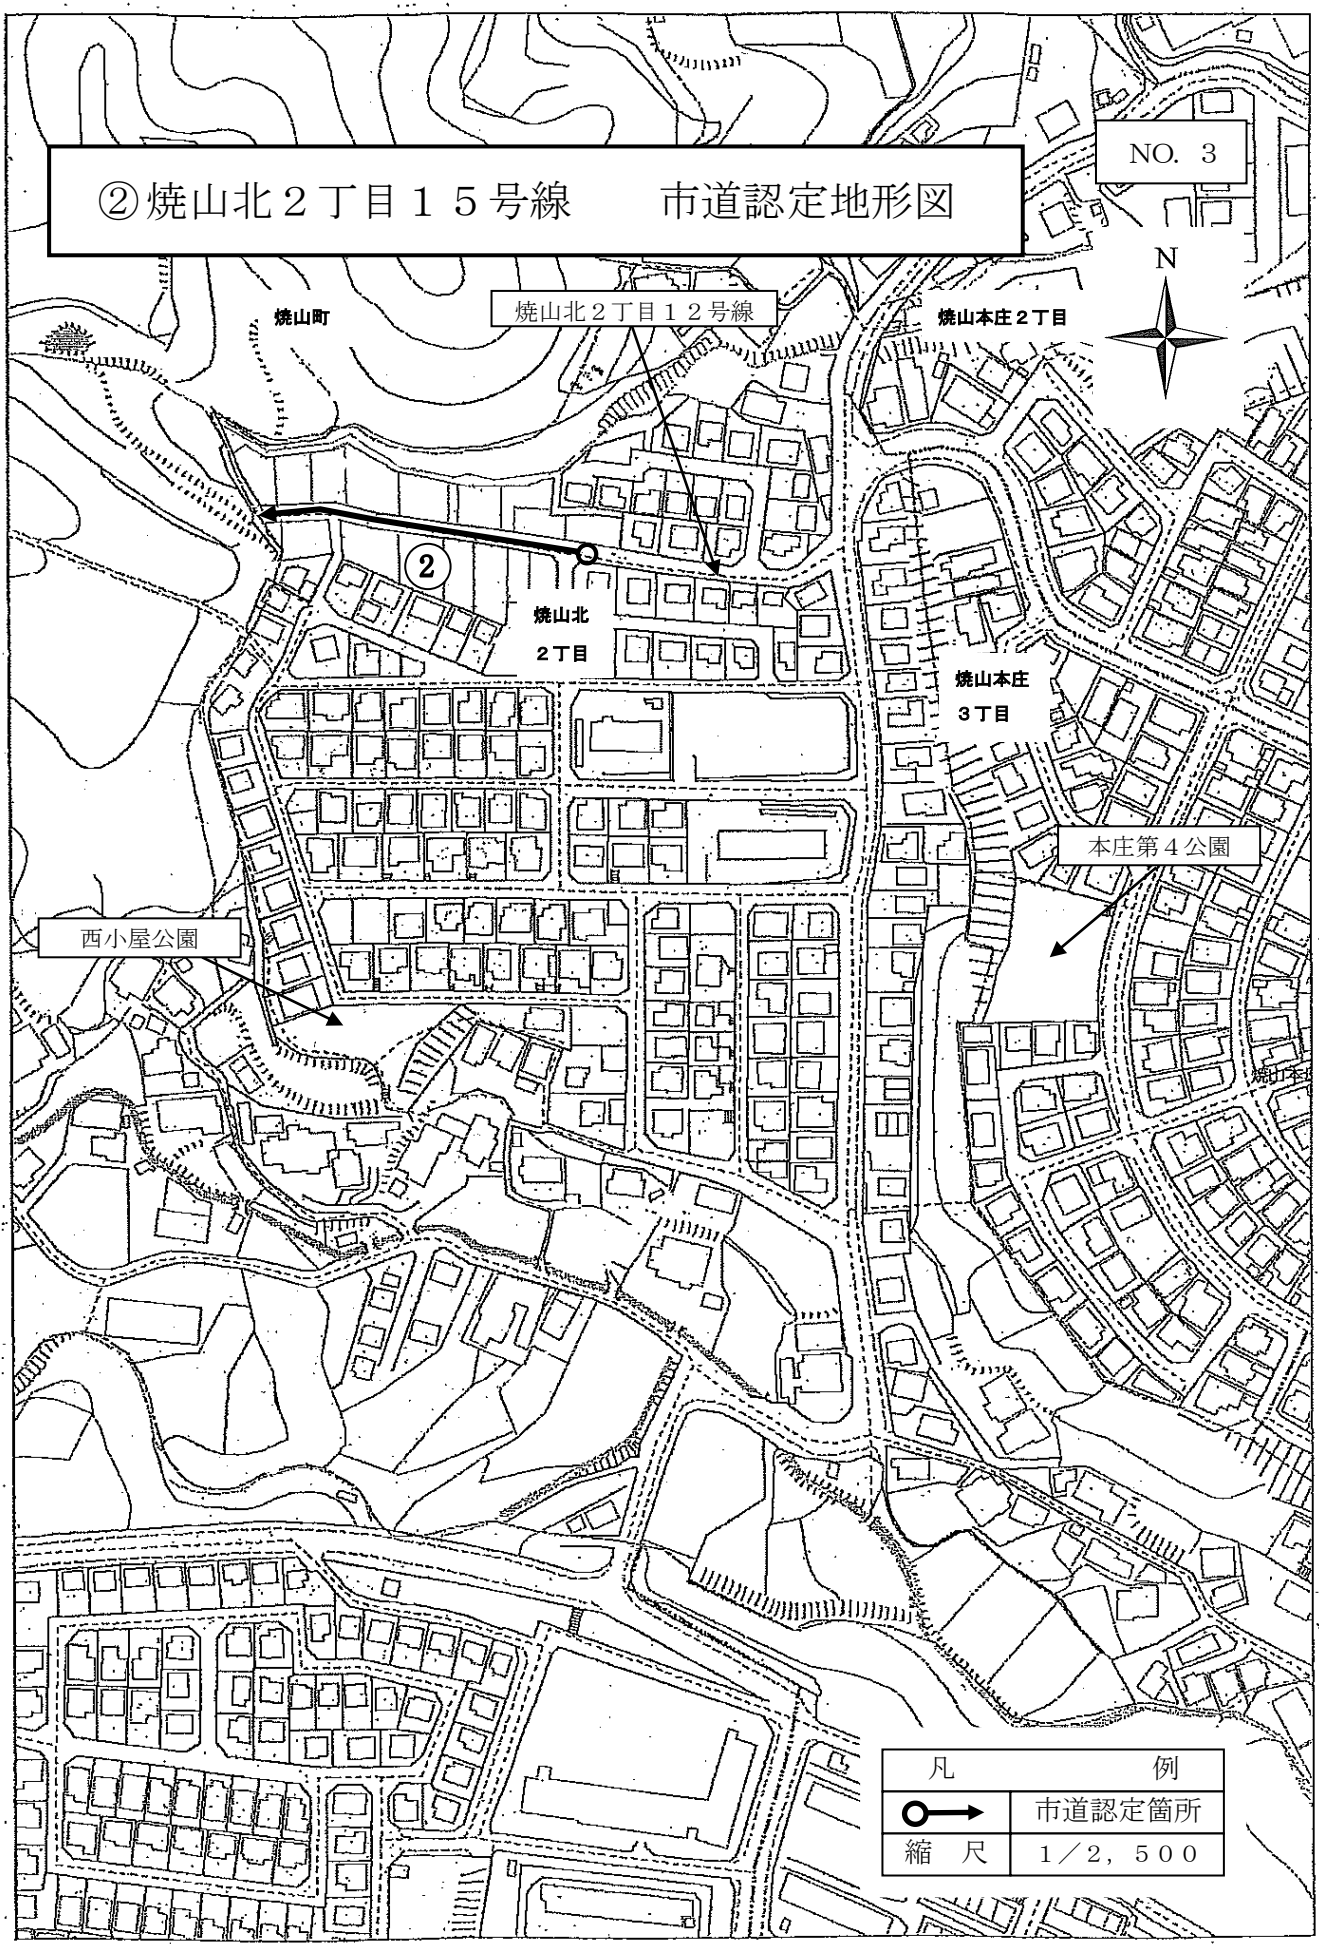 ②焼山北２丁目１５号線　　市道認定地形図
NO. 3
N
焼山町
焼山北２丁目１２号線
焼山本庄２丁目
②
焼山北
２丁目
焼山本庄
３丁目
本庄第４公園
西小屋公園
凡　例
市道認定箇所
縮　尺
１／２，５００